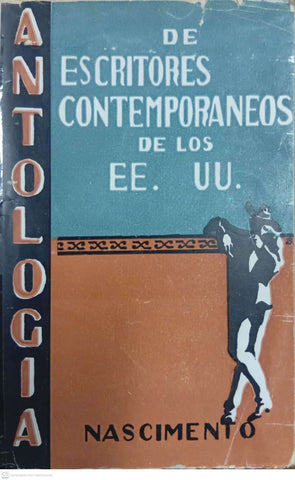 ANTOLOGIA
DE
ESCRITORES
CONTEMPORANEOS
DE LOS
EE. UU.
NASCIMENTO